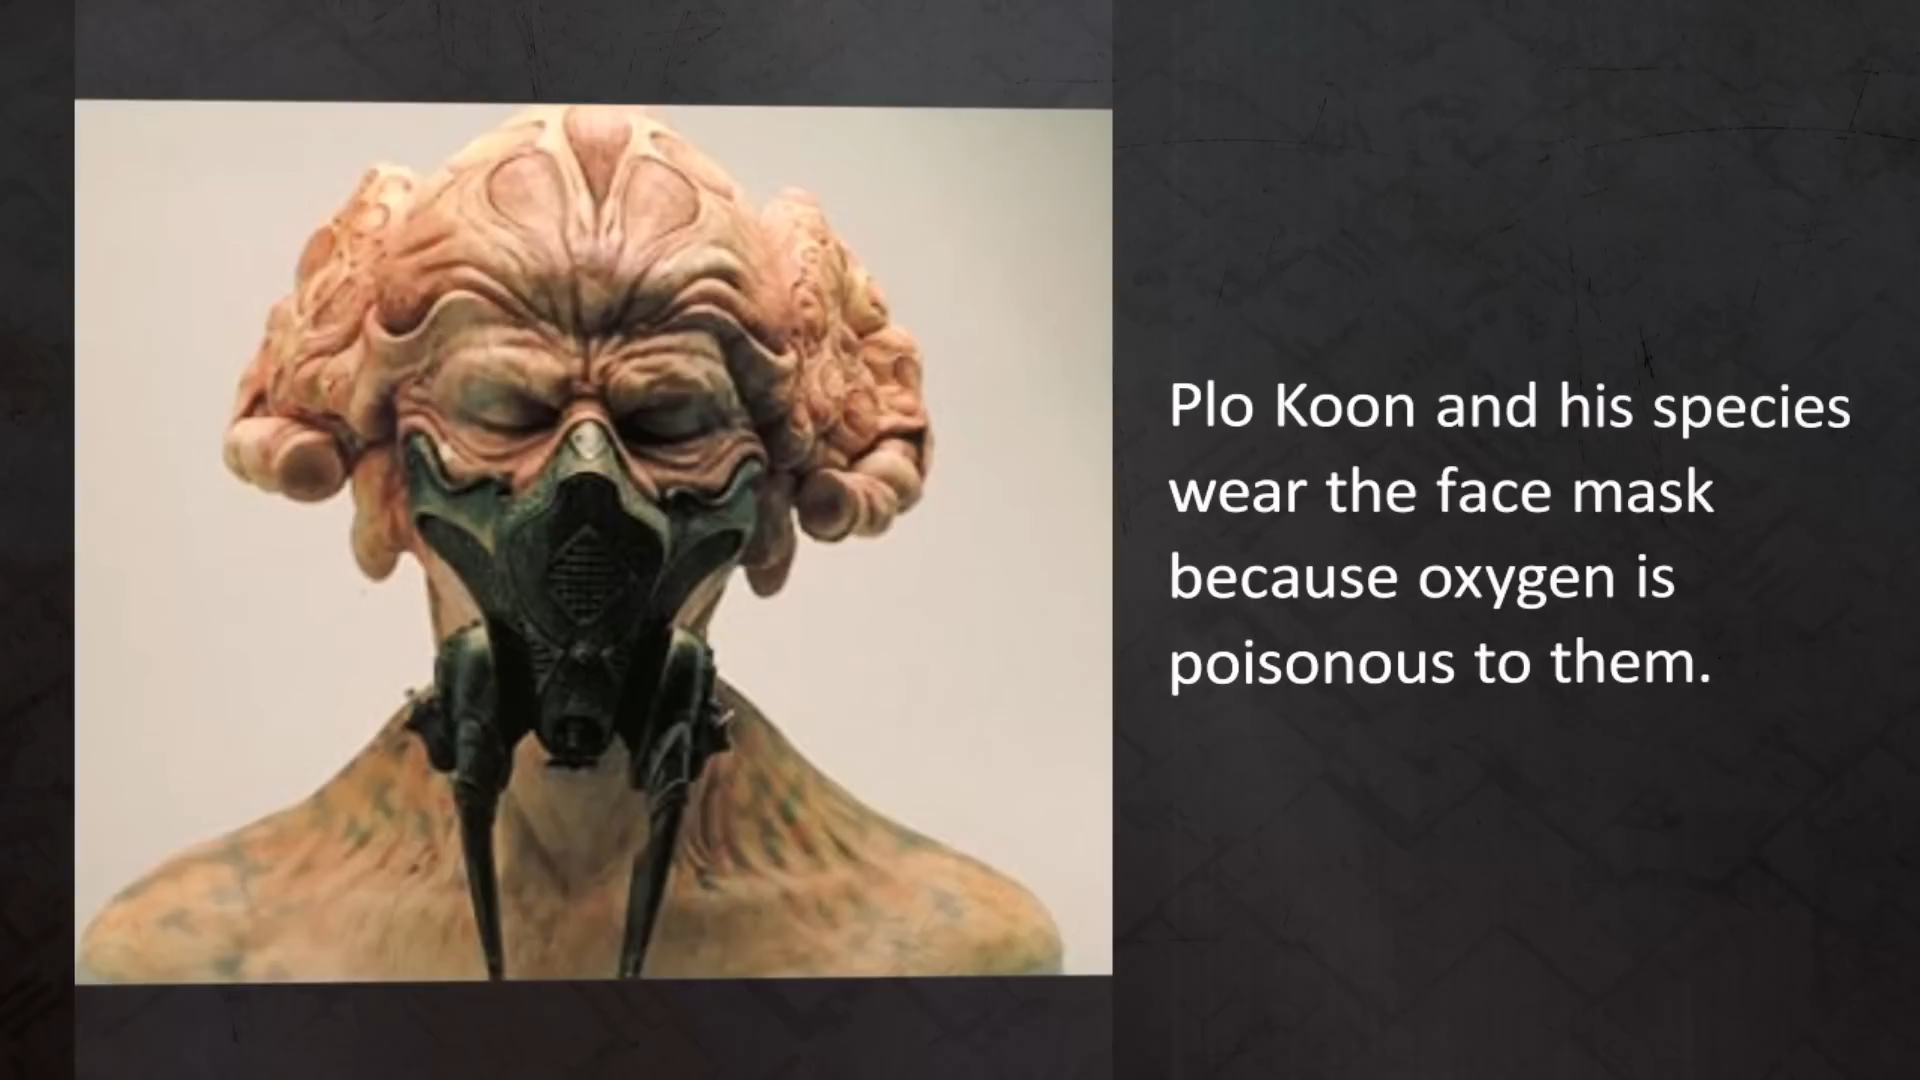 Plo Koon and his species
wear the face mask
because oxygen is
poisonous to them.